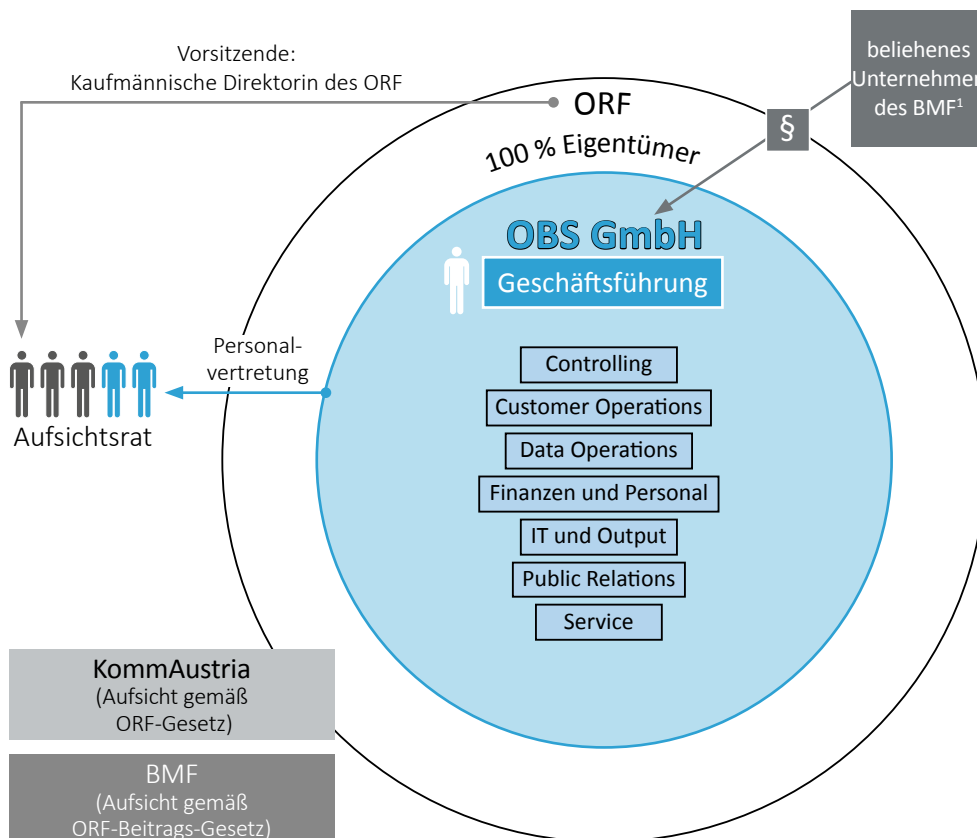 Vorsitzende:
Kaufmännische Direktorin des ORF
beliehenes
Unternehmen
des BMF¹
§
ORF
100 % Eigentümer
OBS GmbH
Geschäftsführung
Personal-
vertretung
Aufsichtsrat
Controlling
Customer Operations
Data Operations
Finanzen und Personal
IT und Output
Public Relations
Service
KommAustria
(Aufsicht gemäß
ORF-Gesetz)
BMF
(Aufsicht gemäß
ORF-Beitrags-Gesetz)